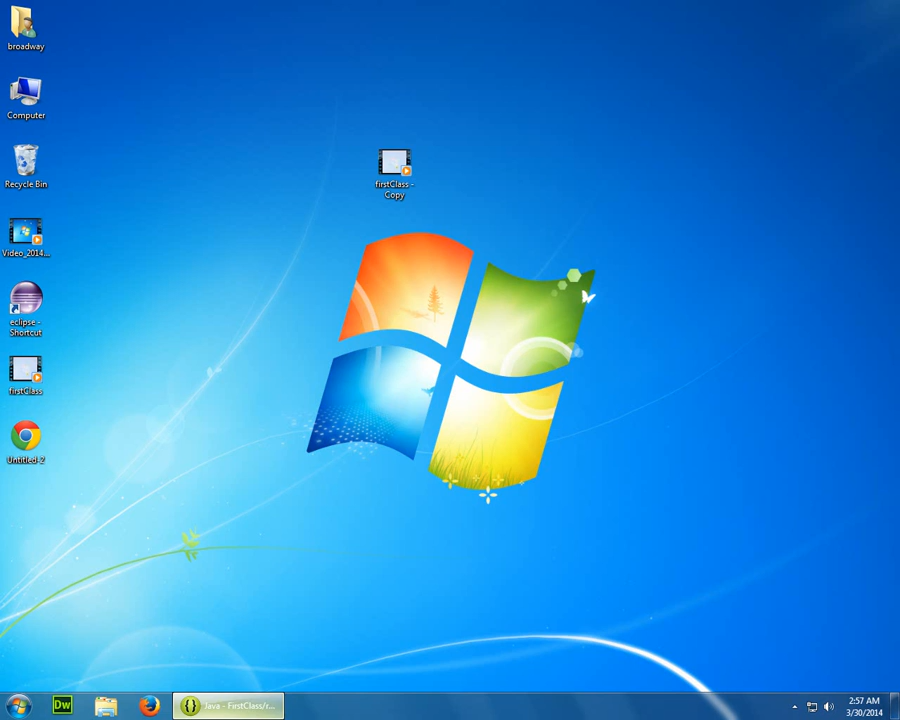 broadway
Computer
Recycle Bin
Video_2014...
eclipse -
Shortcut
firstClass
Untitled-2
firstClass -
Copy
Dw
{} Java - FirstClass/r...
2:57 AM
3/30/2014